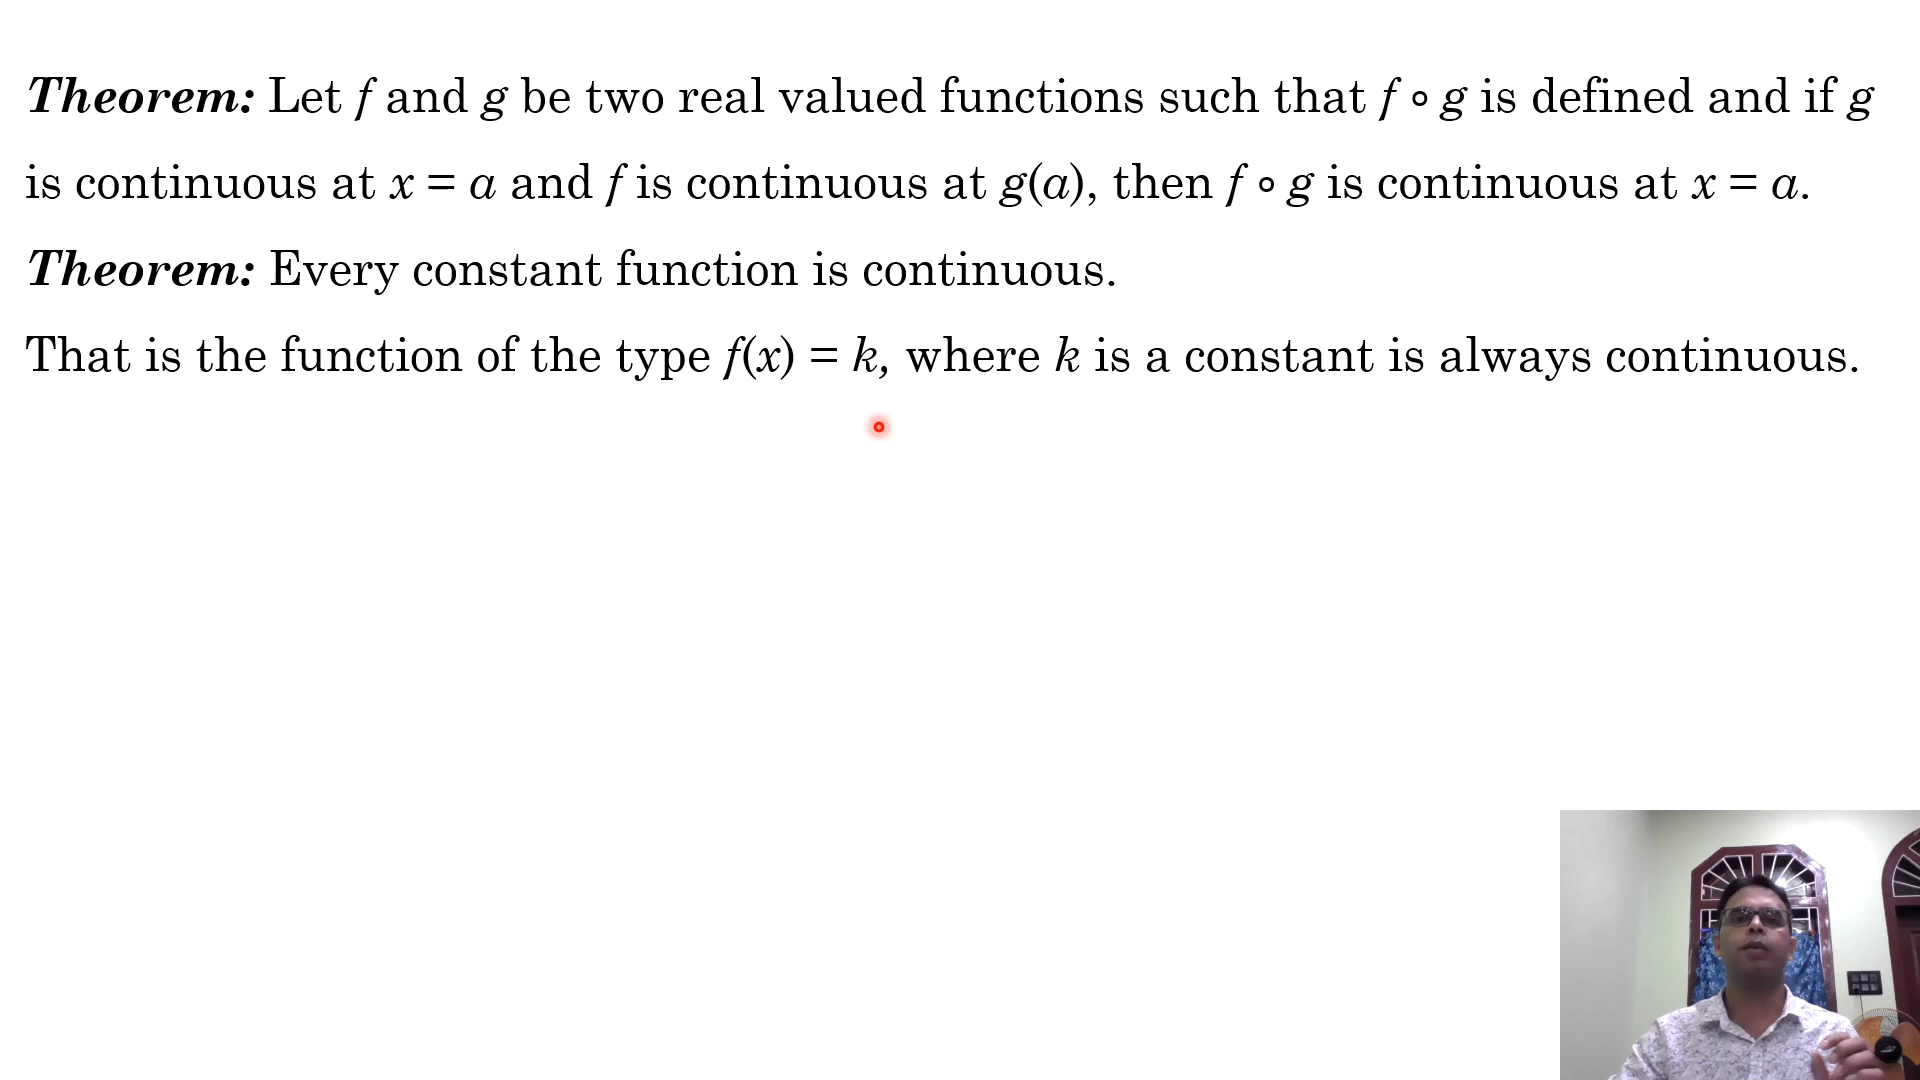 Theorem: Let f and g be two real valued functions such that f ∘ g is defined and if g
is continuous at x = a and f is continuous at g(a), then f ∘ g is continuous at x = a.
Theorem: Every constant function is continuous.
That is the function of the type f(x) = k, where k is a constant is always continuous.